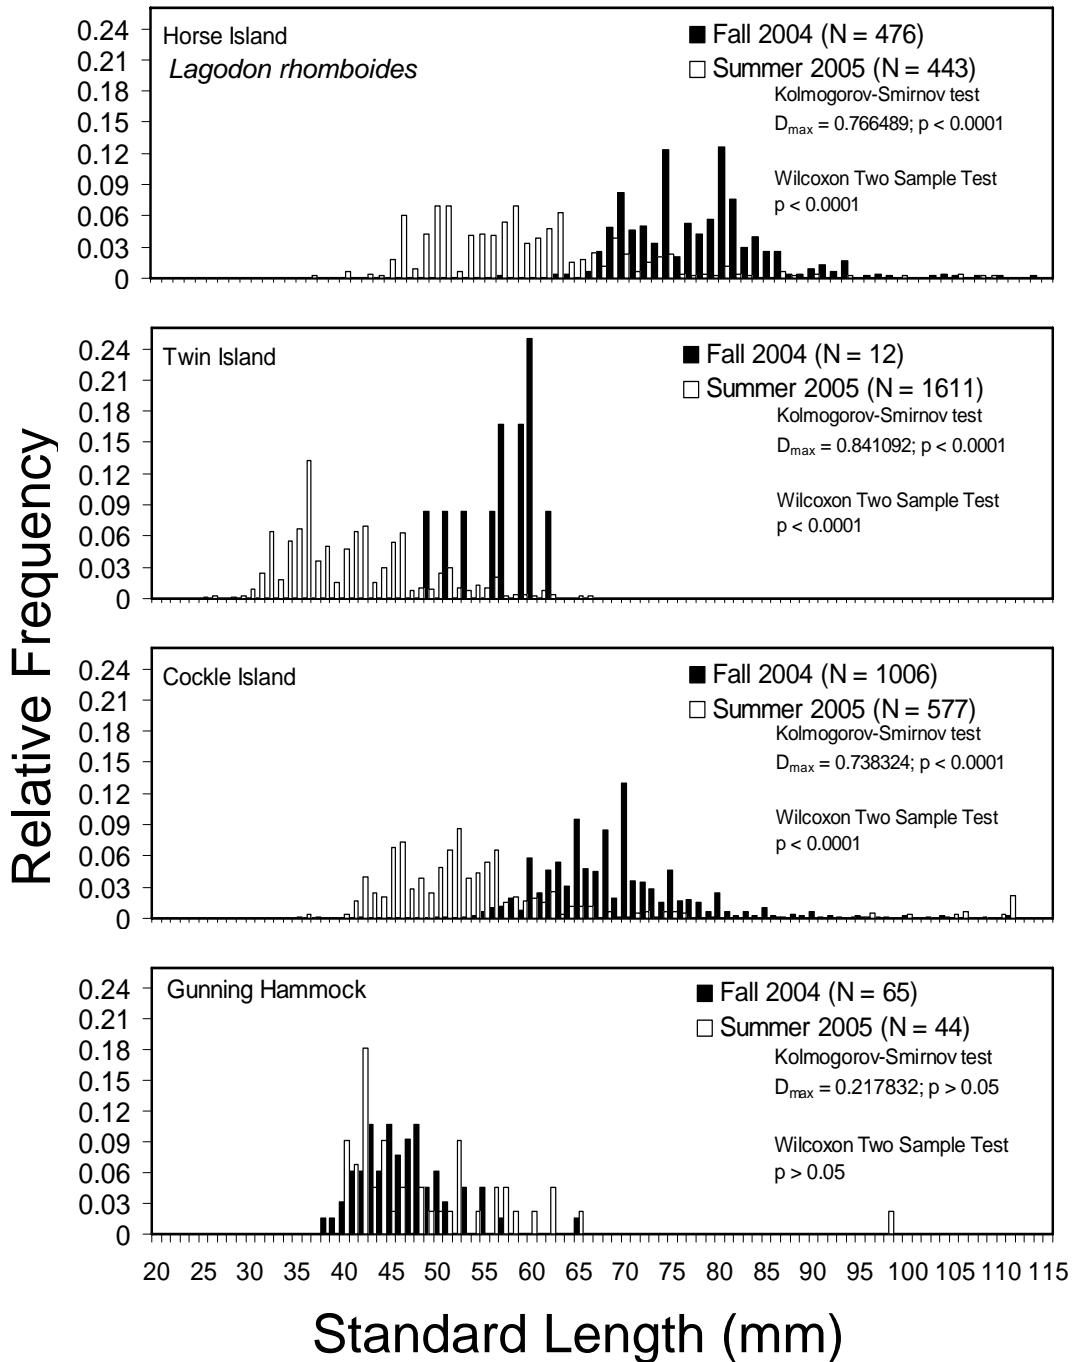 Relative Frequency
0.24
0.21
0.18
0.15
0.12
0.09
0.06
0.03
0
Horse Island
Lagodon rhomboides
Fall 2004 (N = 476)
Summer 2005 (N = 443)
Kolmogorov-Smirnov test
Dmax = 0.766489; p < 0.0001
Wilcoxon Two Sample Test
p < 0.0001
0.24
0.21
0.18
0.15
0.12
0.09
0.06
0.03
0
Twin Island
Fall 2004 (N = 12)
Summer 2005 (N = 1611)
Kolmogorov-Smirnov test
Dmax = 0.841092; p < 0.0001
Wilcoxon Two Sample Test
p < 0.0001
0.24
0.21
0.18
0.15
0.12
0.09
0.06
0.03
0
Cockle Island
Fall 2004 (N = 1006)
Summer 2005 (N = 577)
Kolmogorov-Smirnov test
Dmax = 0.738324; p < 0.0001
Wilcoxon Two Sample Test
p < 0.0001
0.24
0.21
0.18
0.15
0.12
0.09
0.06
0.03
0
Gunning Hammock
Fall 2004 (N = 65)
Summer 2005 (N = 44)
Kolmogorov-Smirnov test
Dmax = 0.217832; p > 0.05
Wilcoxon Two Sample Test
p > 0.05
20 25 30 35 40 45 50 55 60 65 70 75 80 85 90 95 100 105 110 115
Standard Length (mm)